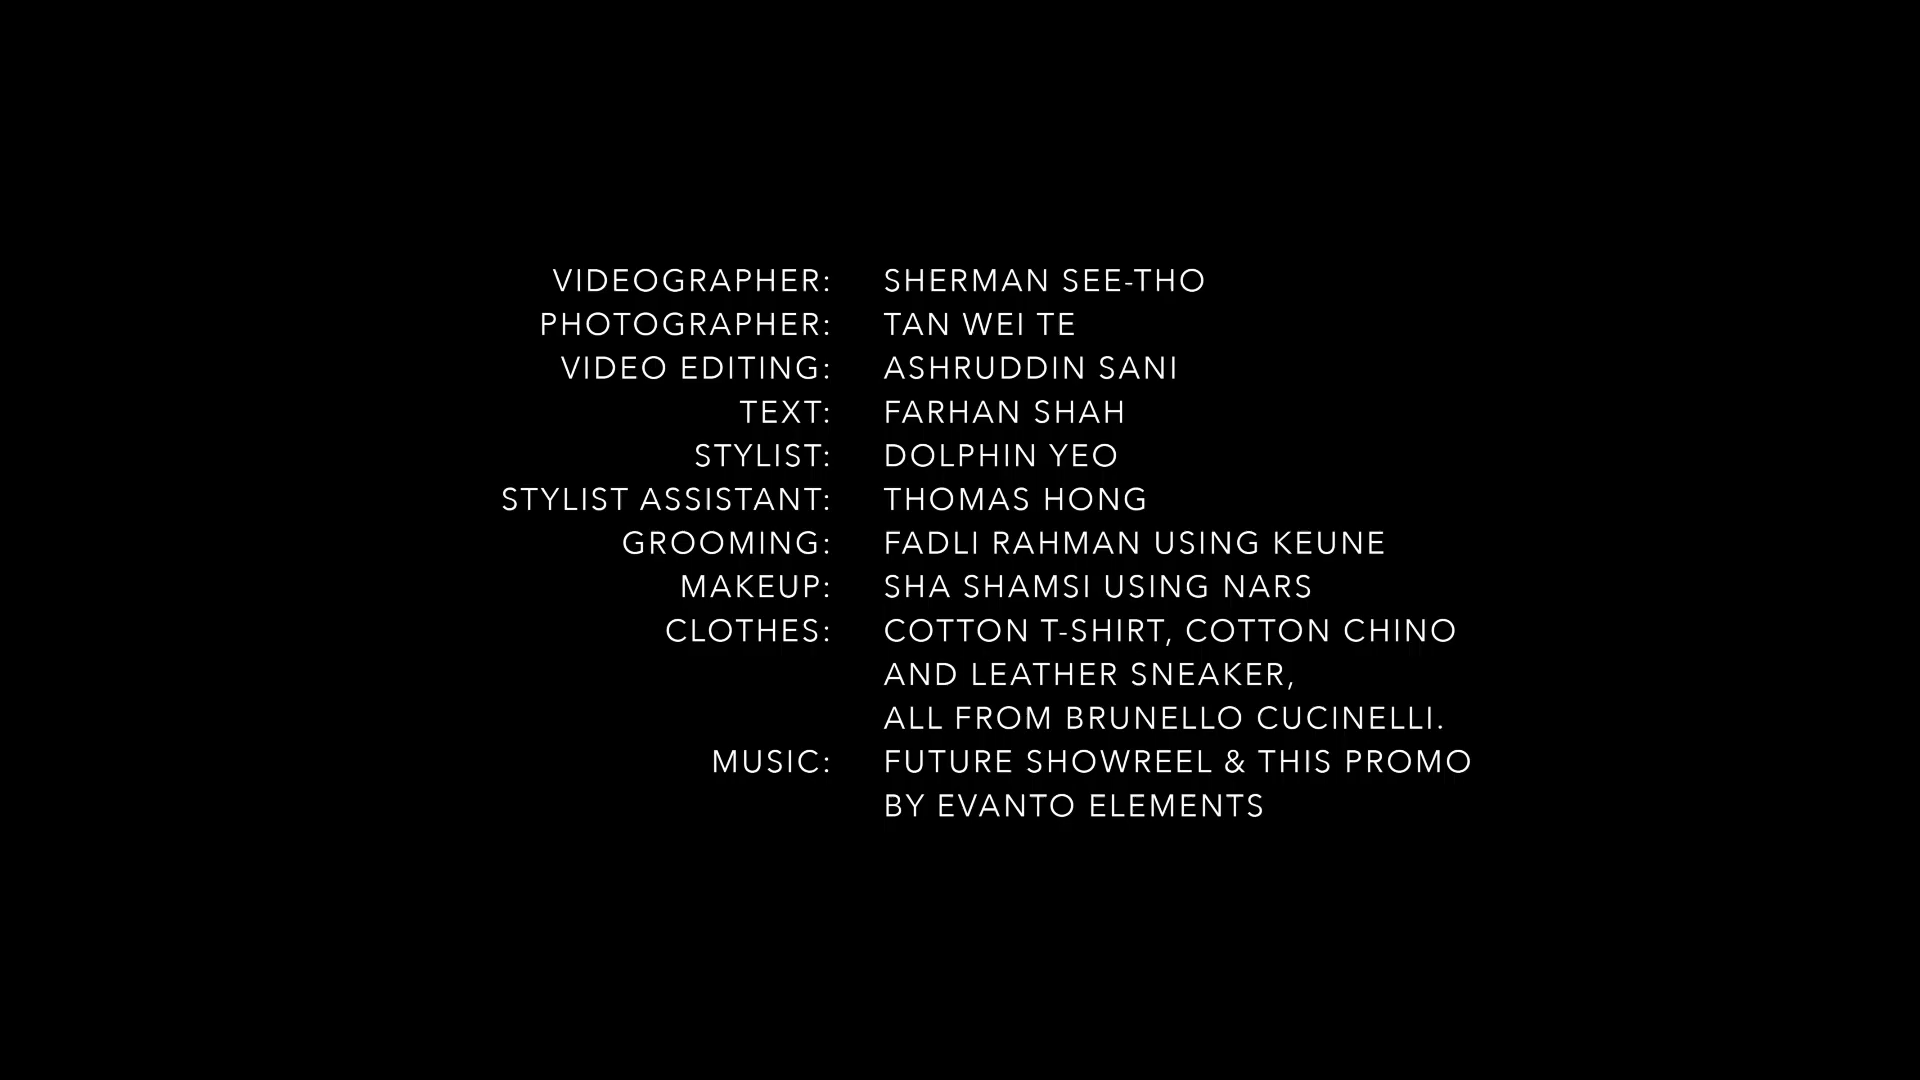 VIDEOGRAPHER: SHERMAN SEE-THO
PHOTOGRAPHER: TAN WEI TE
VIDEO EDITING: ASHRUDDIN SANI
TEXT: FARHAN SHAH
STYLIST: DOLPHIN YEO
STYLIST ASSISTANT: THOMAS HONG
GROOMING: FADLI RAHMAN USING KEUNE
MAKEUP: SHA SHAMSI USING NARS
CLOTHES: COTTON T-SHIRT, COTTON CHINO
AND LEATHER SNEAKER,
ALL FROM BRUNELLO CUCINELLI.
MUSIC: FUTURE SHOWREEL & THIS PROMO
BY EVANTO ELEMENTS